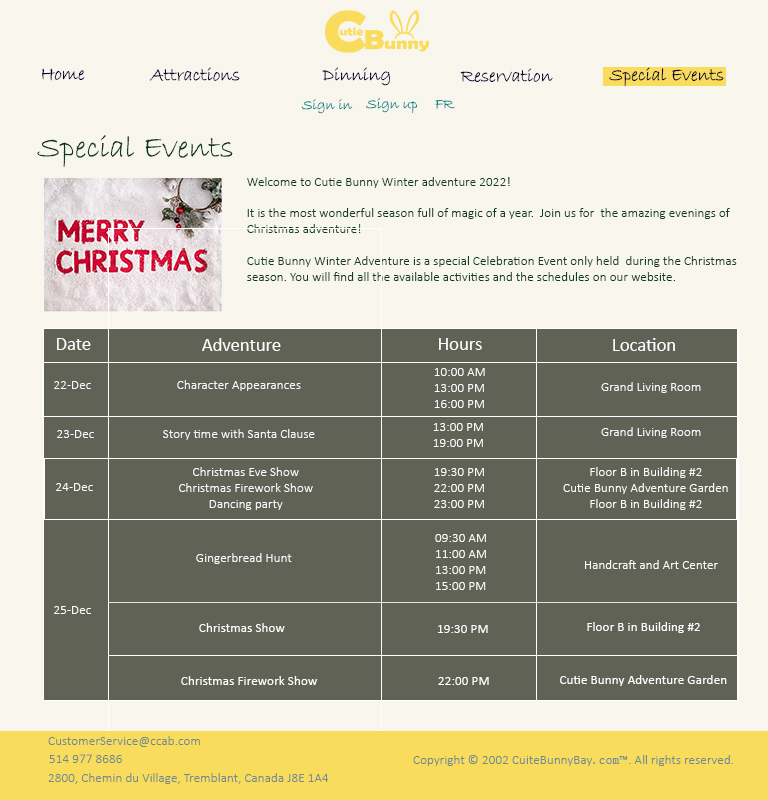 Cutie Bunny
Home Attractions Dinning Reservation Special Events
Sign in Sign up FR
Special Events
MERRY
CHRISTMAS
Welcome to Cutie Bunny Winter adventure 2022!
It is the most wonderful season full of magic of a year.  Join us for  the amazing evenings of
Christmas adventure!
Cutie Bunny Winter Adventure is a special Celebration Event only held  during the Christmas
season. You will find all the available activities and the schedules on our website.
Date Adventure Hours Location
22-Dec
Character Appearances
10:00 AM
13:00 PM
16:00 PM
Grand Living Room
23-Dec
Story time with Santa Clause
13:00 PM
19:00 PM
Grand Living Room
24-Dec
Christmas Eve Show
Christmas Firework Show
Dancing party
19:30 PM
22:00 PM
23:00 PM
Floor B in Building #2
Cutie Bunny Adventure Garden
Floor B in Building #2
25-Dec
Gingerbread Hunt
09:30 AM
11:00 AM
13:00 PM
15:00 PM
Handcraft and Art Center
Christmas Show
19:30 PM
Floor B in Building #2
Christmas Firework Show
22:00 PM
Cutie Bunny Adventure Garden
CustomerService@ccab.com
514 977 8686
2800, Chemin du Village, Tremblant, Canada J8E 1A4
Copyright © 2002 CuiteBunnyBay. com™. All rights reserved.